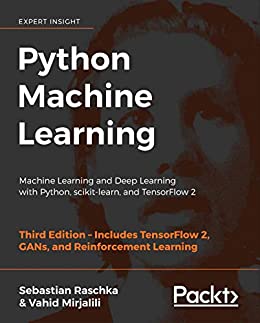 EXPERT INSIGHT
Python
Machine
Learning
Machine Learning and Deep Learning
with Python, scikit-learn, and TensorFlow 2
Third Edition – Includes TensorFlow 2,
GANs, and Reinforcement Learning
Sebastian Raschka
& Vahid Mirjalili
Packt>